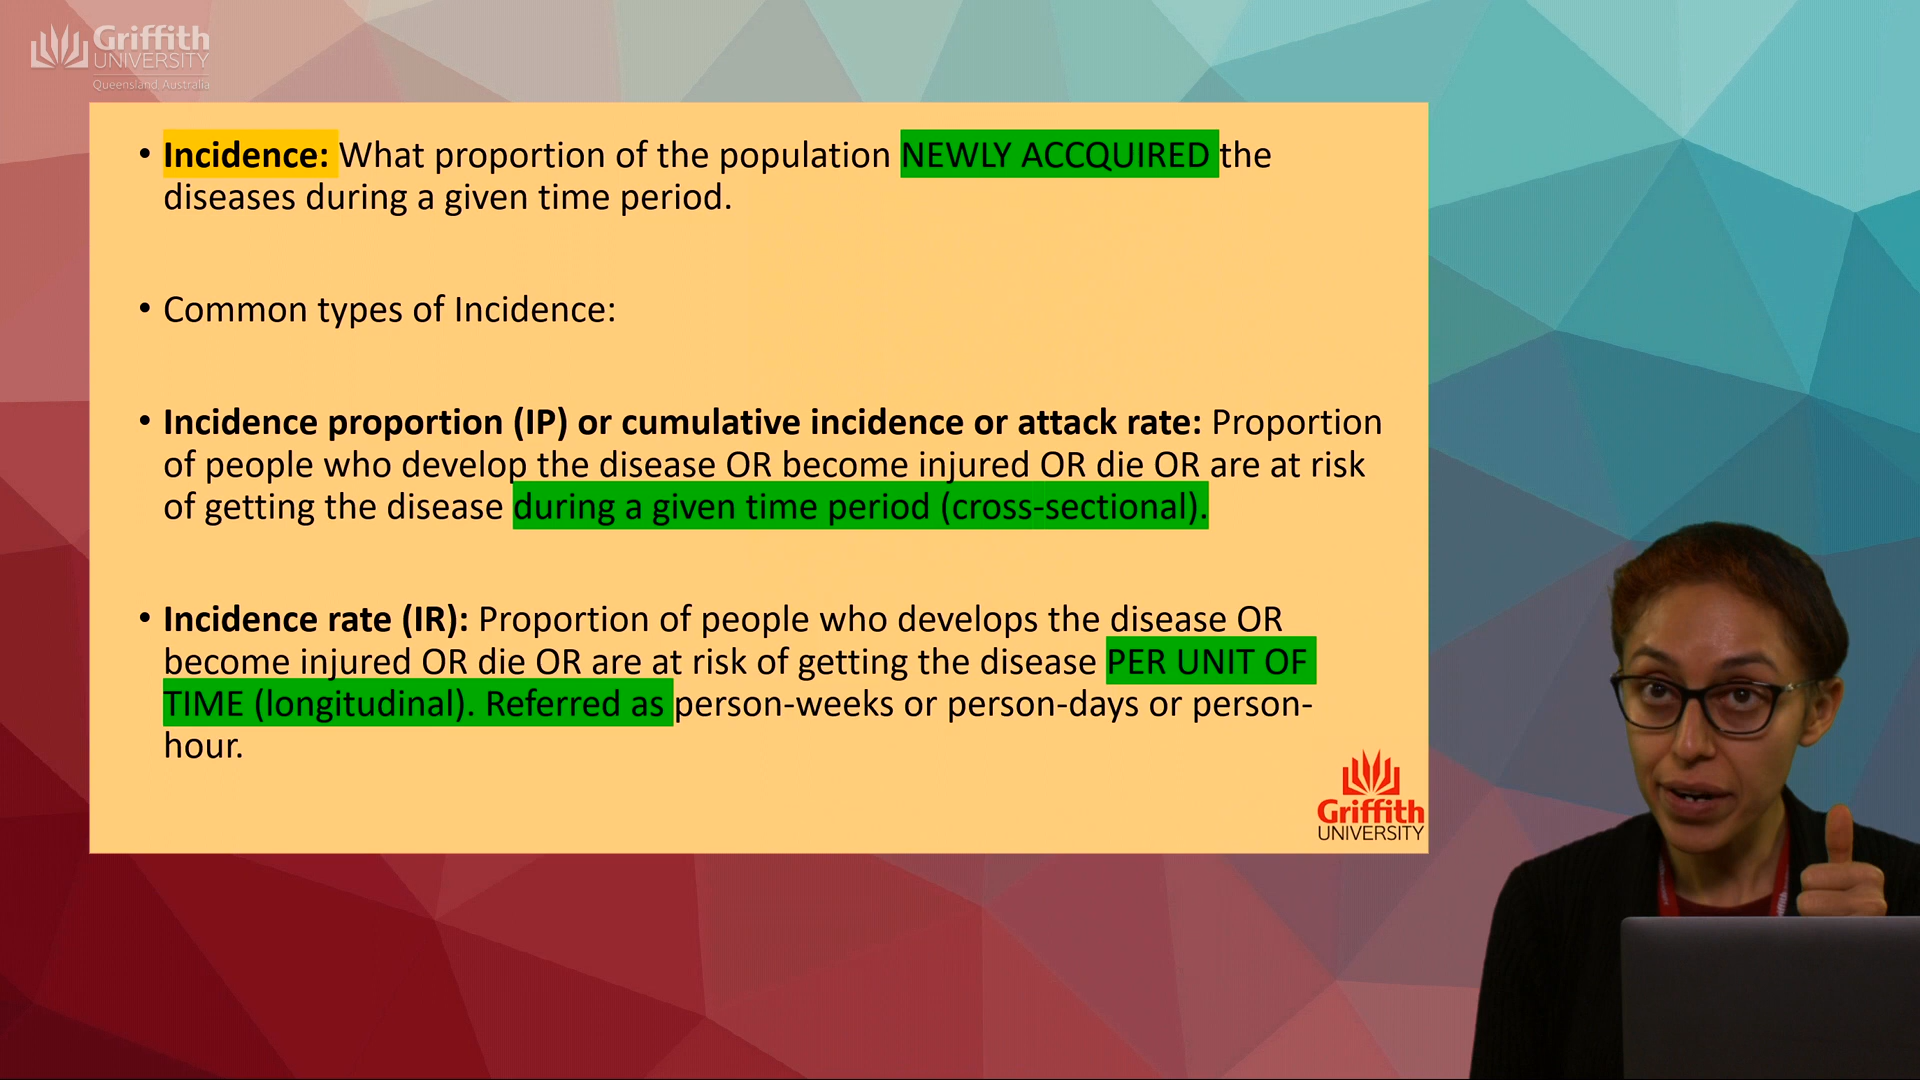 Griffith
UNIVERSITY
Queensland Australia
• Incidence: What proportion of the population NEWLY ACCQUIRED the
diseases during a given time period.
• Common types of Incidence:
• Incidence proportion (IP) or cumulative incidence or attack rate: Proportion
of people who develop the disease OR become injured OR die OR are at risk
of getting the disease during a given time period (cross-sectional).
• Incidence rate (IR): Proportion of people who develops the disease OR
become injured OR die OR are at risk of getting the disease PER UNIT OF
TIME (longitudinal). Referred as person-weeks or person-days or person-
hour.
Griffith
UNIVERSITY